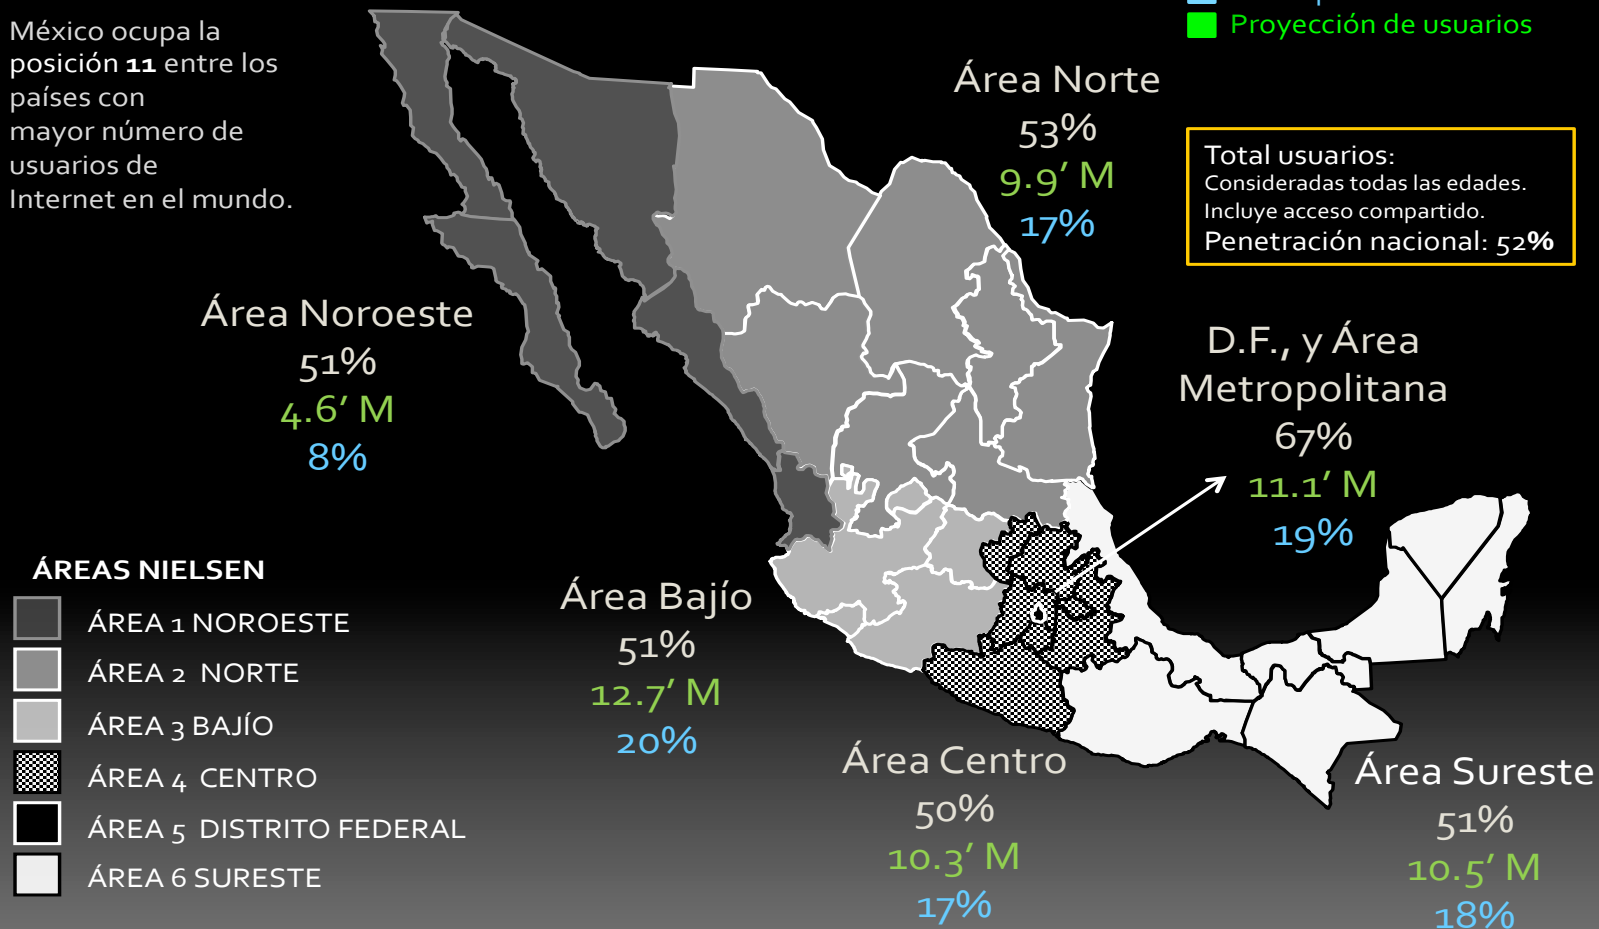 México ocupa la
posición 11 entre los
países con
mayor número de
usuarios de
Internet en el mundo.
Proyección de usuarios
Total usuarios:
Consideradas todas las edades.
Incluye acceso compartido.
Penetración nacional: 52%
Área Norte
53%
9.9' M
17%
Área Noroeste
51%
4.6' M
8%
D.F., y Área
Metropolitana
67%
11.1' M
19%
Área Bajío
51%
12.7' M
20%
Área Centro
50%
10.3' M
17%
Área Sureste
51%
10.5' M
18%
ÁREAS NIELSEN
ÁREA 1 NOROESTE
ÁREA 2 NORTE
ÁREA 3 BAJÍO
ÁREA 4 CENTRO
ÁREA 5 DISTRITO FEDERAL
ÁREA 6 SURESTE